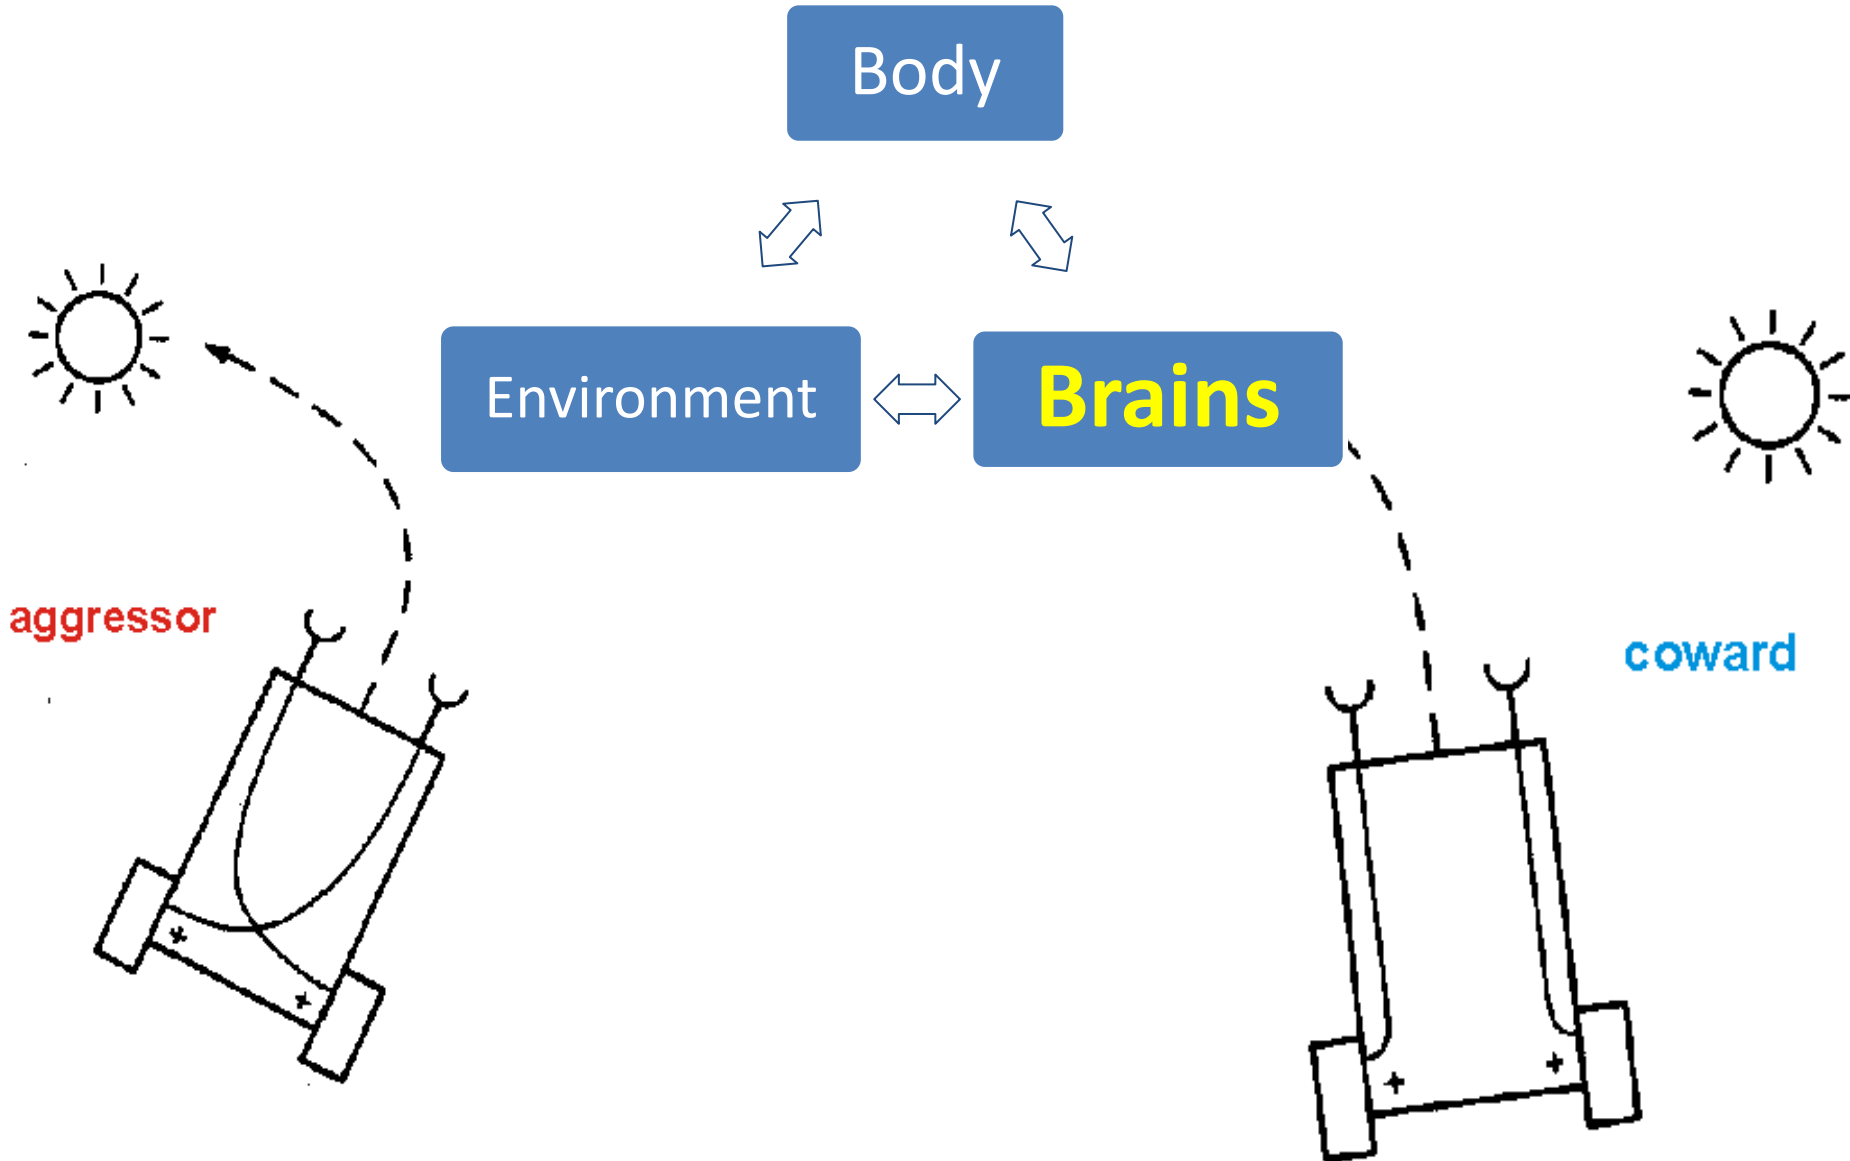 Body
Environment
Brains
aggressor
coward
+
+
+
+